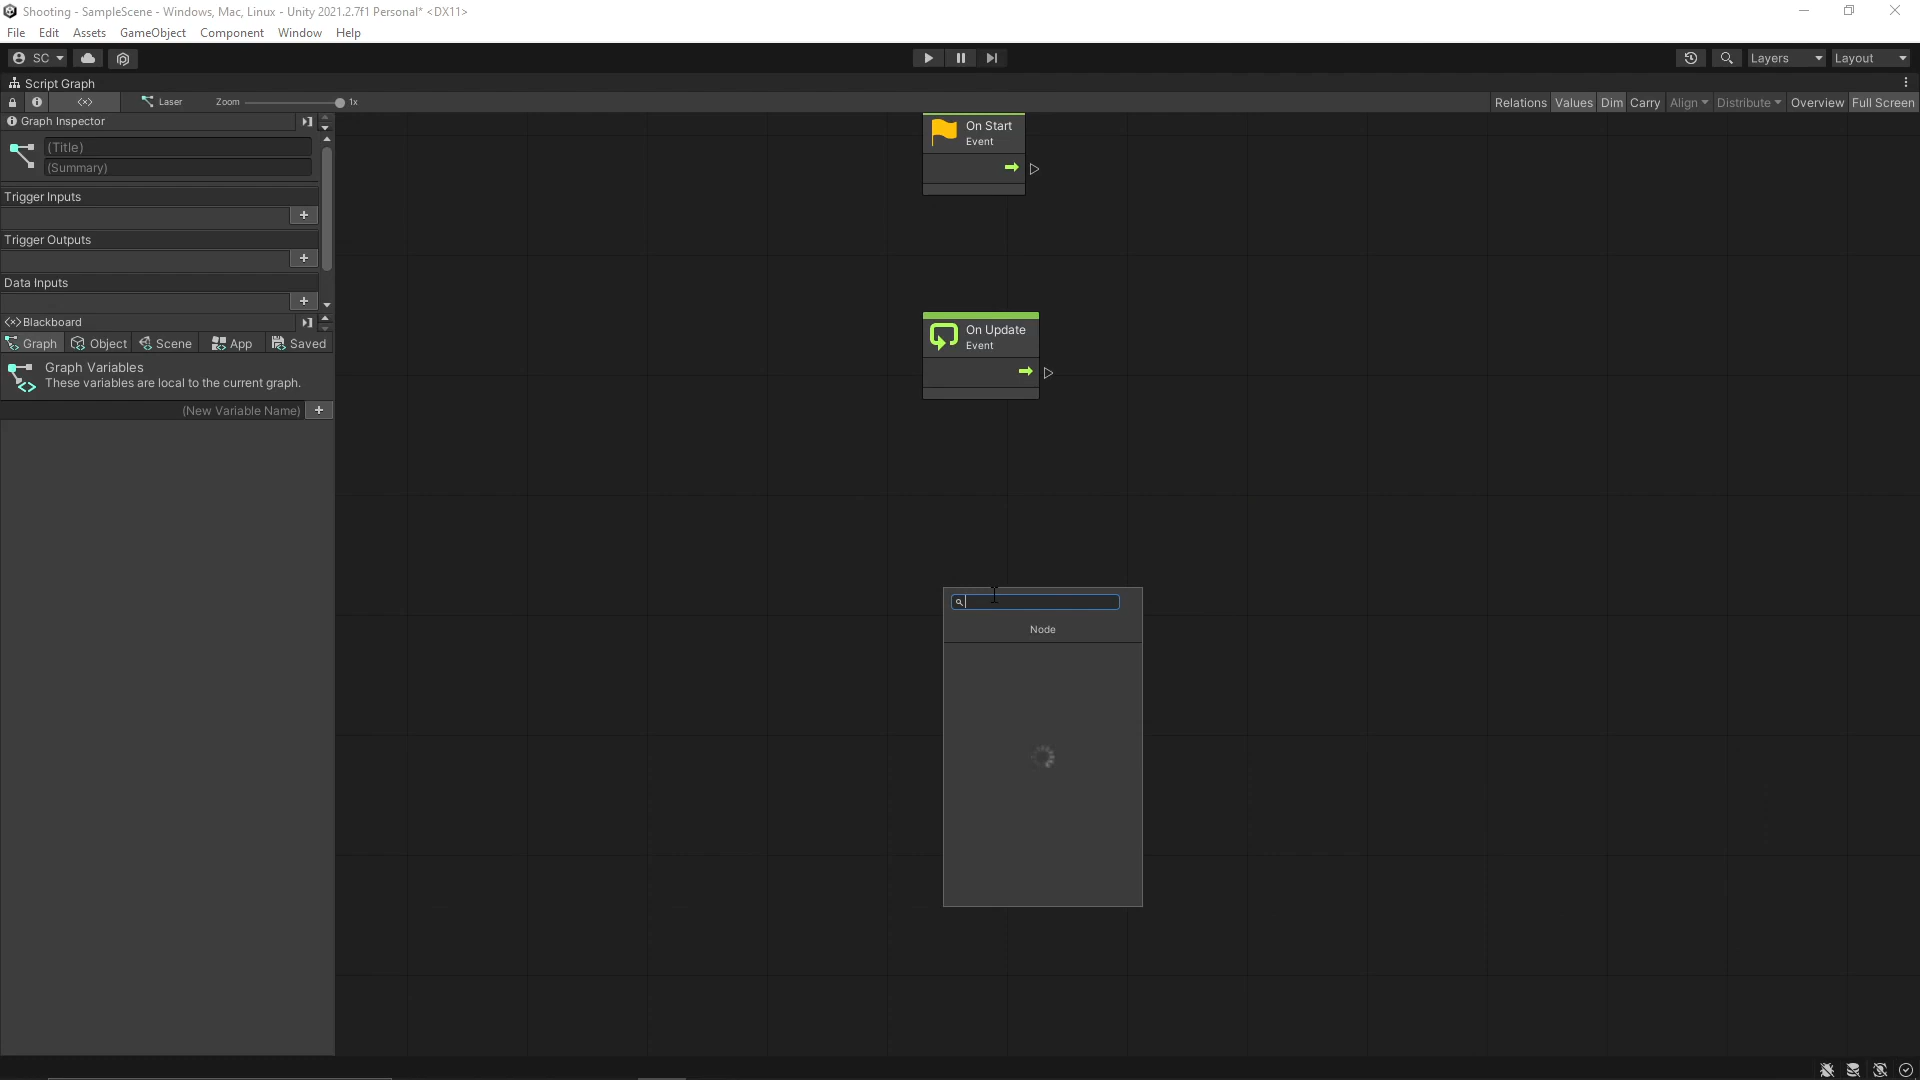 Shooting - SampleScene - Windows, Mac, Linux - Unity 2021.2.7f1 Personal* <DX11>
File Edit Assets GameObject Component Window Help
SC Layers Layout
Script Graph
<x> Laser Zoom 1x Relations Values Dim Carry Align Distribute Overview Full Screen
Graph Inspector
(Title)
(Summary)
Trigger Inputs
+
Trigger Outputs
+
Data Inputs
+
<x> Blackboard
Graph Object Scene App Saved
Graph Variables
These variables are local to the current graph.
(New Variable Name) +
On Start
Event
On Update
Event
Node